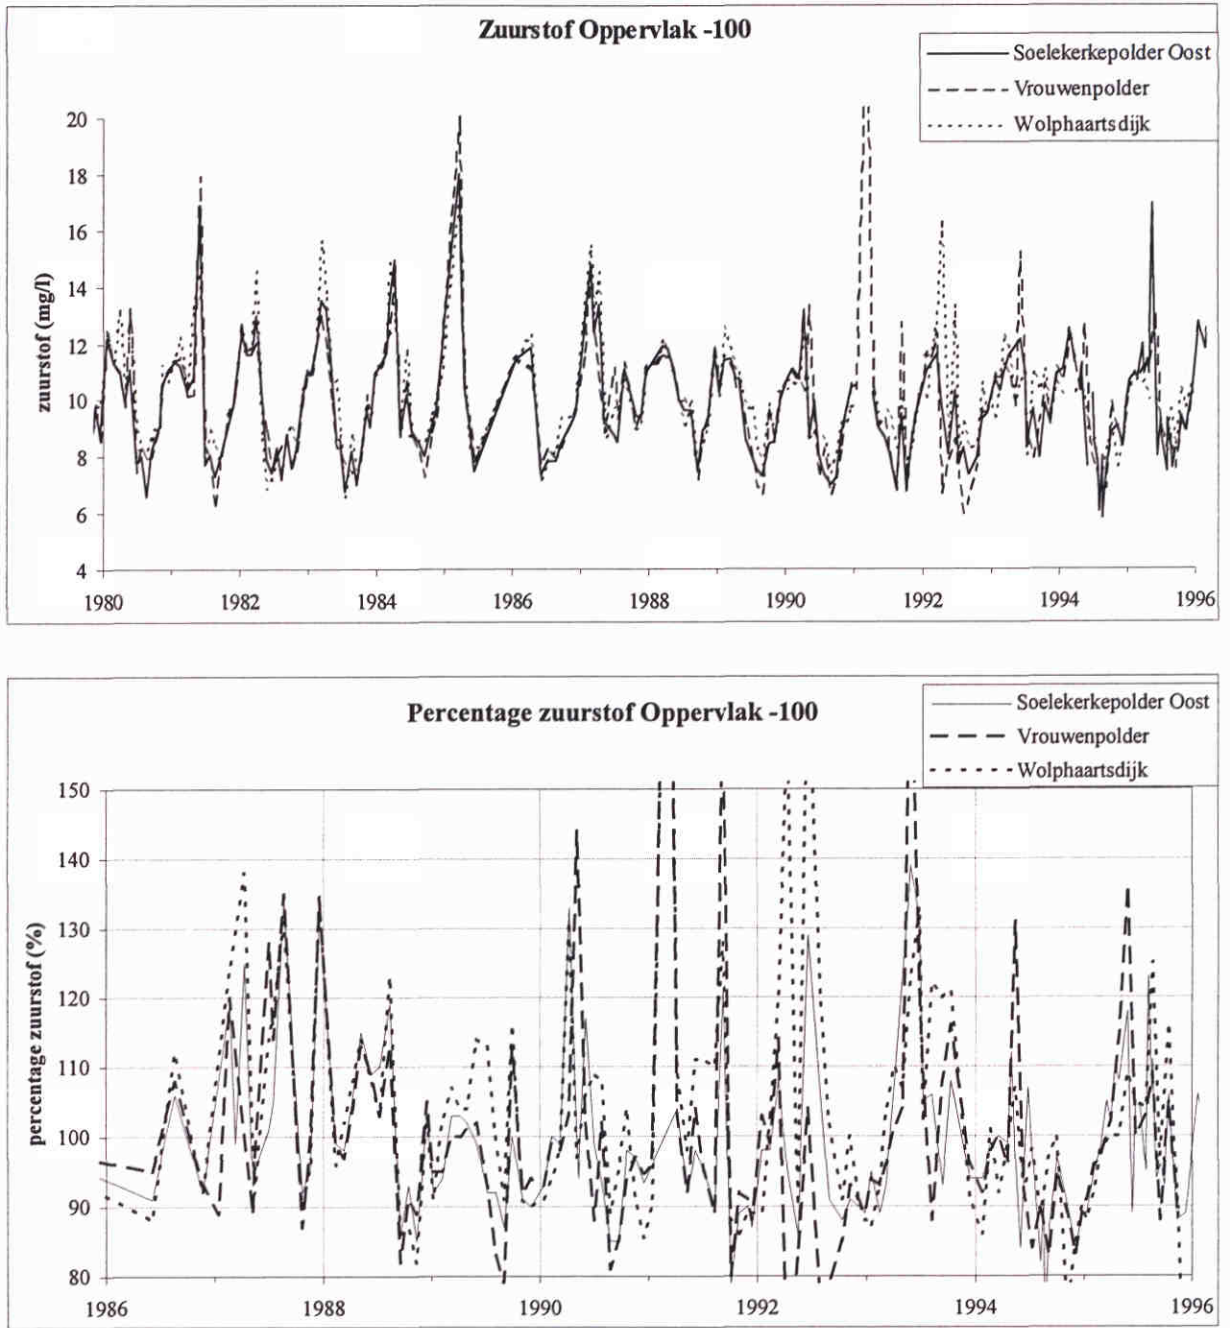 Zuurstof Oppervlak -100
Soelekerkepolder Oost
Vrouwenpolder
Wolphaartsdijk
zuurstof (mg/l)
20
18
16
14
12
10
8
6
4
1980 1982 1984 1986 1988 1990 1992 1994 1996
Percentage zuurstof Oppervlak -100
Soelekerkepolder Oost
Vrouwenpolder
Wolphaartsdijk
percentage zuurstof (%)
150
140
130
120
110
100
90
80
1986 1988 1990 1992 1994 1996